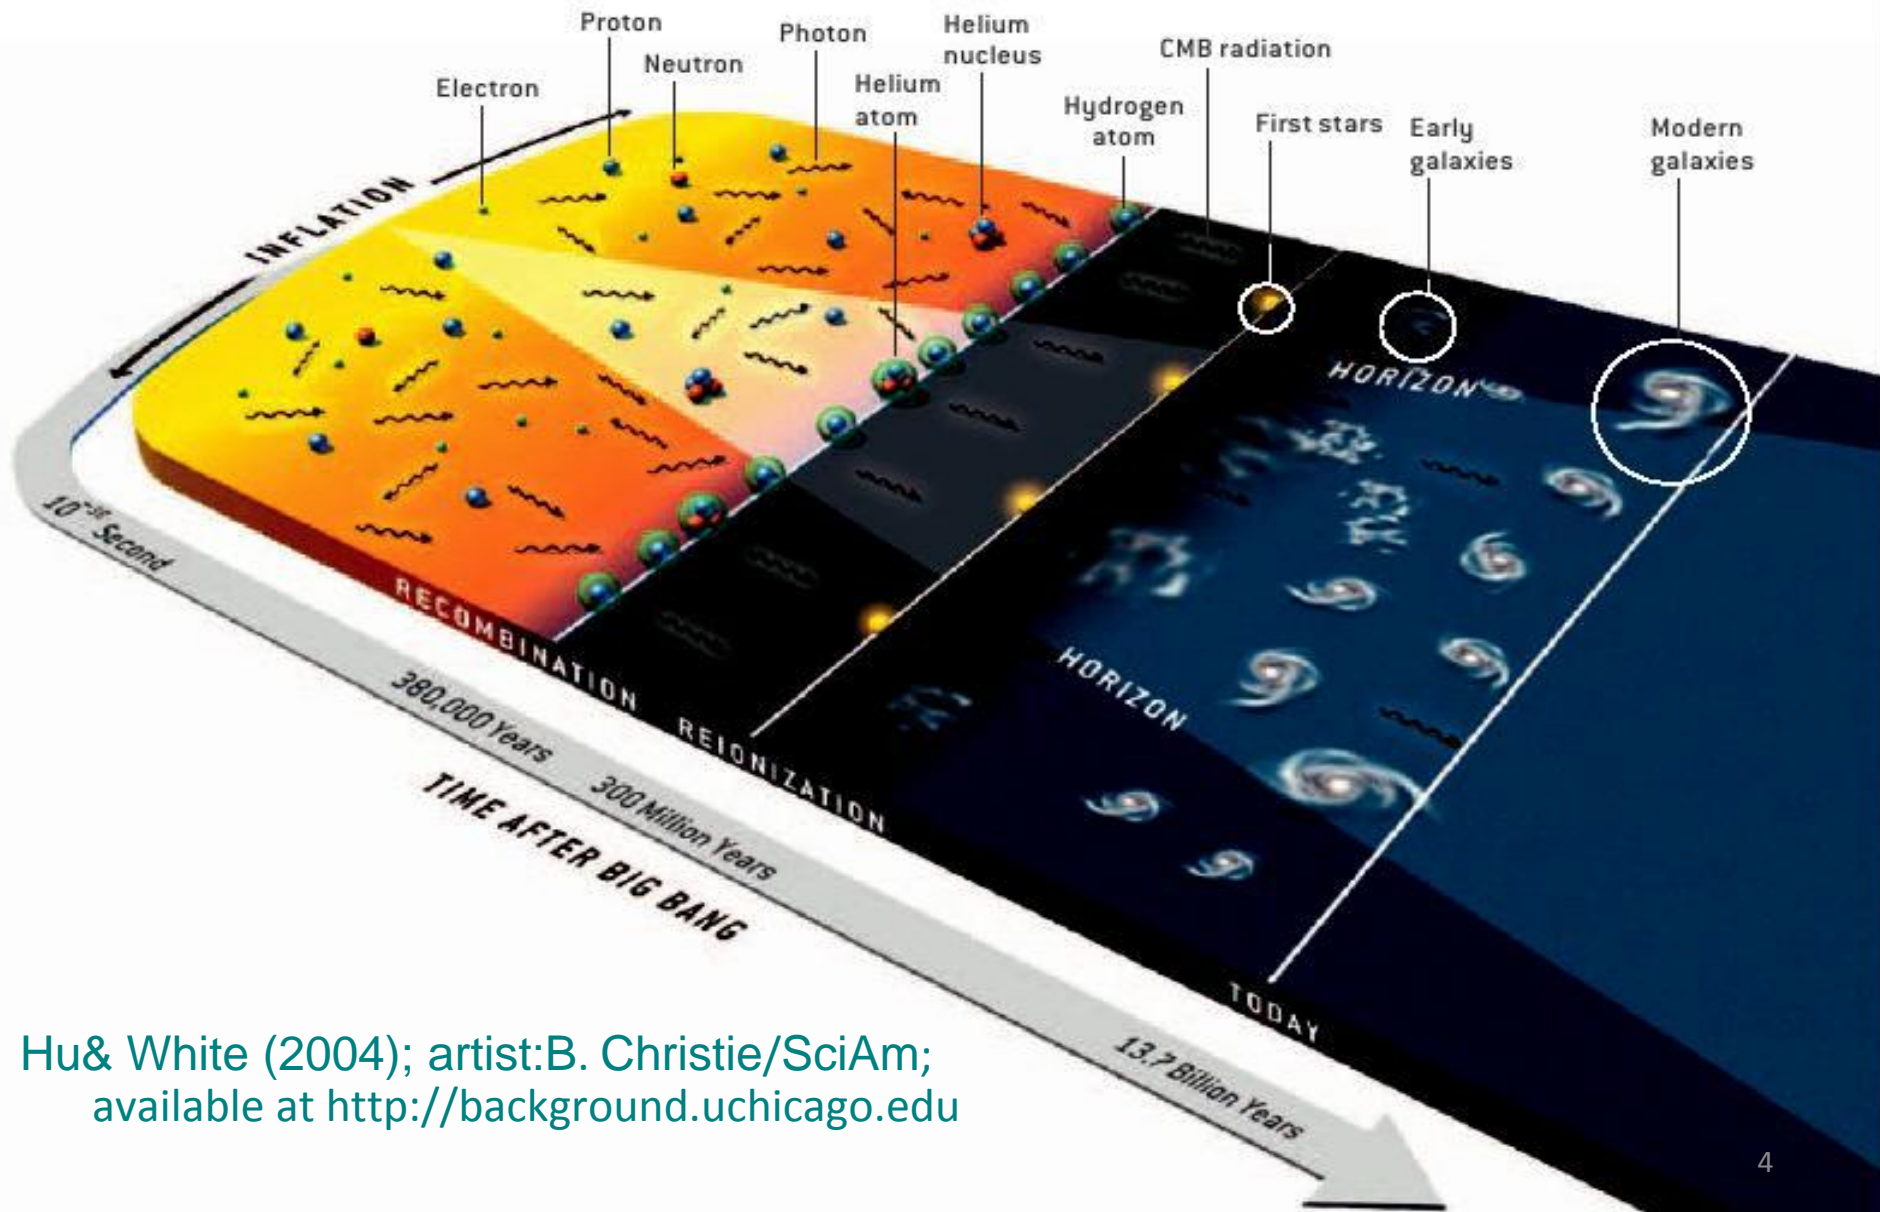 Proton
Photon
Helium
nucleus
CMB radiation
Neutron
Electron
Helium
atom
Hydrogen
atom
First stars
Early
galaxies
Modern
galaxies
INFLATION
HORIZON
HORIZON
Second
RECOMBINATION
380,000 Years
REIONIZATION
300 Million Years
TIME AFTER BIG BANG
TODAY
13.7 Billion Years
Hu& White (2004); artist:B. Christie/SciAm;
available at http://background.uchicago.edu
4